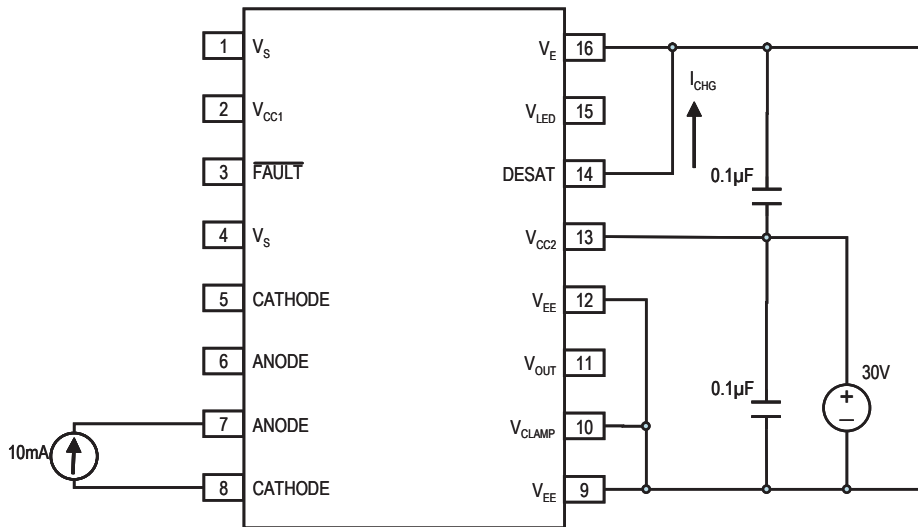 1 V_S V_E 16
2 V_CC1 V_LED 15
I_CHG
3 F̅A̅U̅L̅T̅ DESAT 14
0.1µF
4 V_S V_CC2 13
5 CATHODE V_EE 12
6 ANODE V_OUT 11
30V
0.1µF
7 ANODE V_CLAMP 10
10mA
8 CATHODE V_EE 9